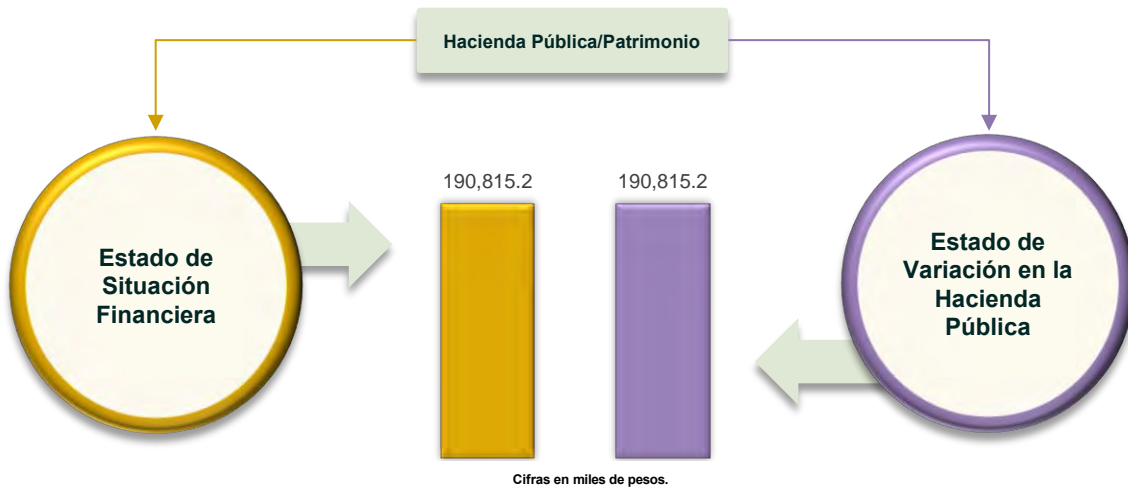 Hacienda Pública/Patrimonio
190,815.2
190,815.2
Estado de
Situación
Financiera
Estado de
Variación en la
Hacienda
Pública
Cifras en miles de pesos.